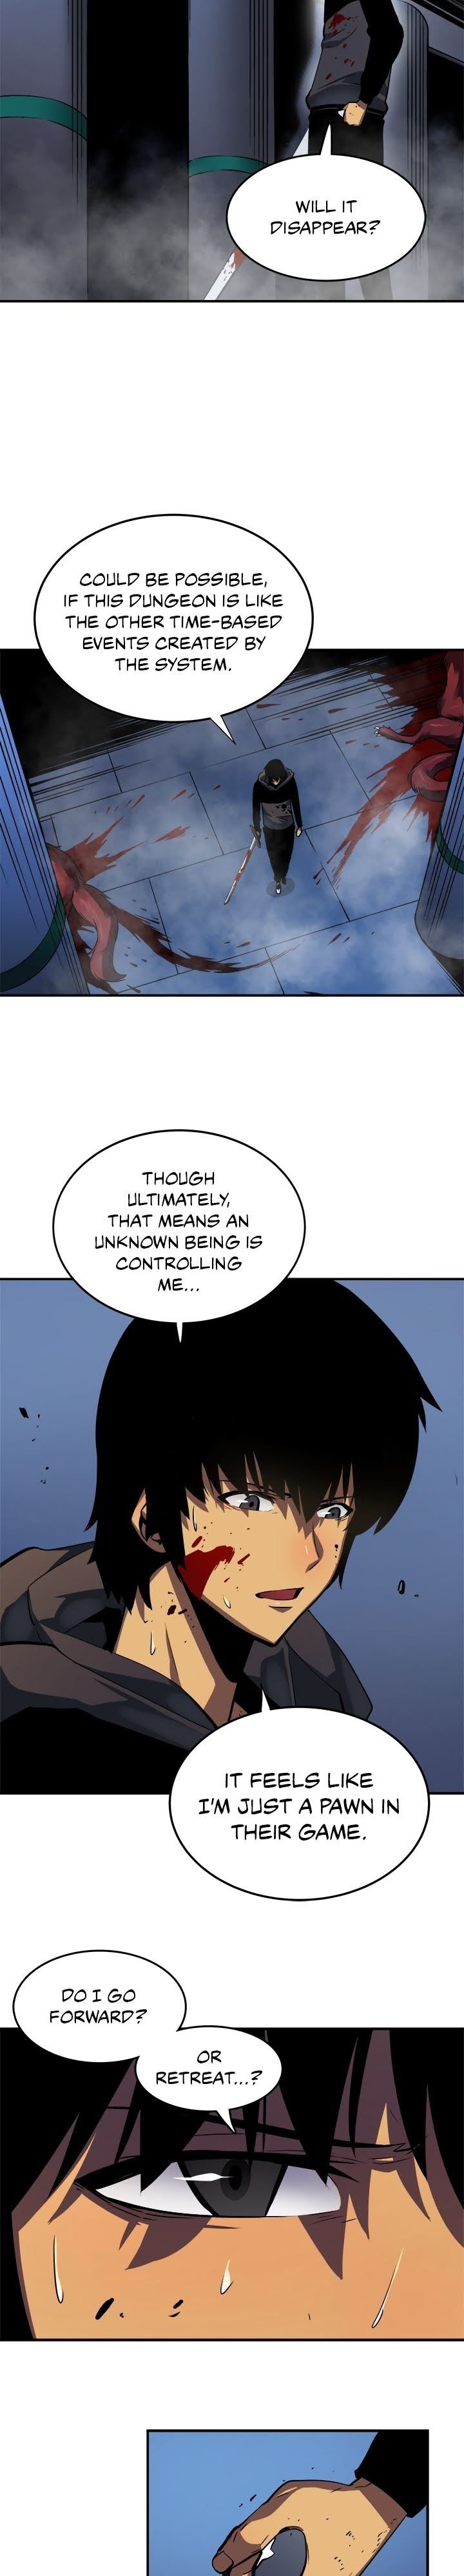 WILL IT
DISAPPEAR?
COULD BE POSSIBLE,
IF THIS DUNGEON IS LIKE
THE OTHER TIME-BASED
EVENTS CREATED BY
THE SYSTEM.
THOUGH
ULTIMATELY,
THAT MEANS AN
UNKNOWN BEING IS
CONTROLLING
ME...
IT FEELS LIKE
I'M JUST A PAWN IN
THEIR GAME.
DO I GO
FORWARD?
OR
RETREAT...?